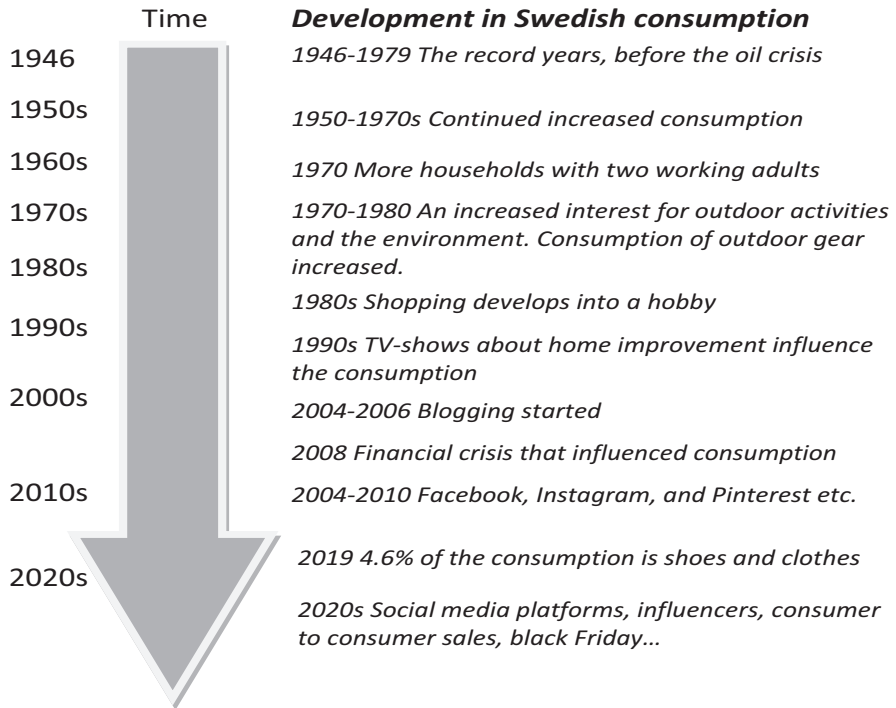 Time
Development in Swedish consumption
1946
1946-1979 The record years, before the oil crisis
1950s
1950-1970s Continued increased consumption
1960s
1970 More households with two working adults
1970s
1970-1980 An increased interest for outdoor activities
and the environment. Consumption of outdoor gear
increased.
1980s
1980s Shopping develops into a hobby
1990s
1990s TV-shows about home improvement influence
the consumption
2000s
2004-2006 Blogging started
2008 Financial crisis that influenced consumption
2010s
2004-2010 Facebook, Instagram, and Pinterest etc.
2019 4.6% of the consumption is shoes and clothes
2020s
2020s Social media platforms, influencers, consumer
to consumer sales, black Friday…